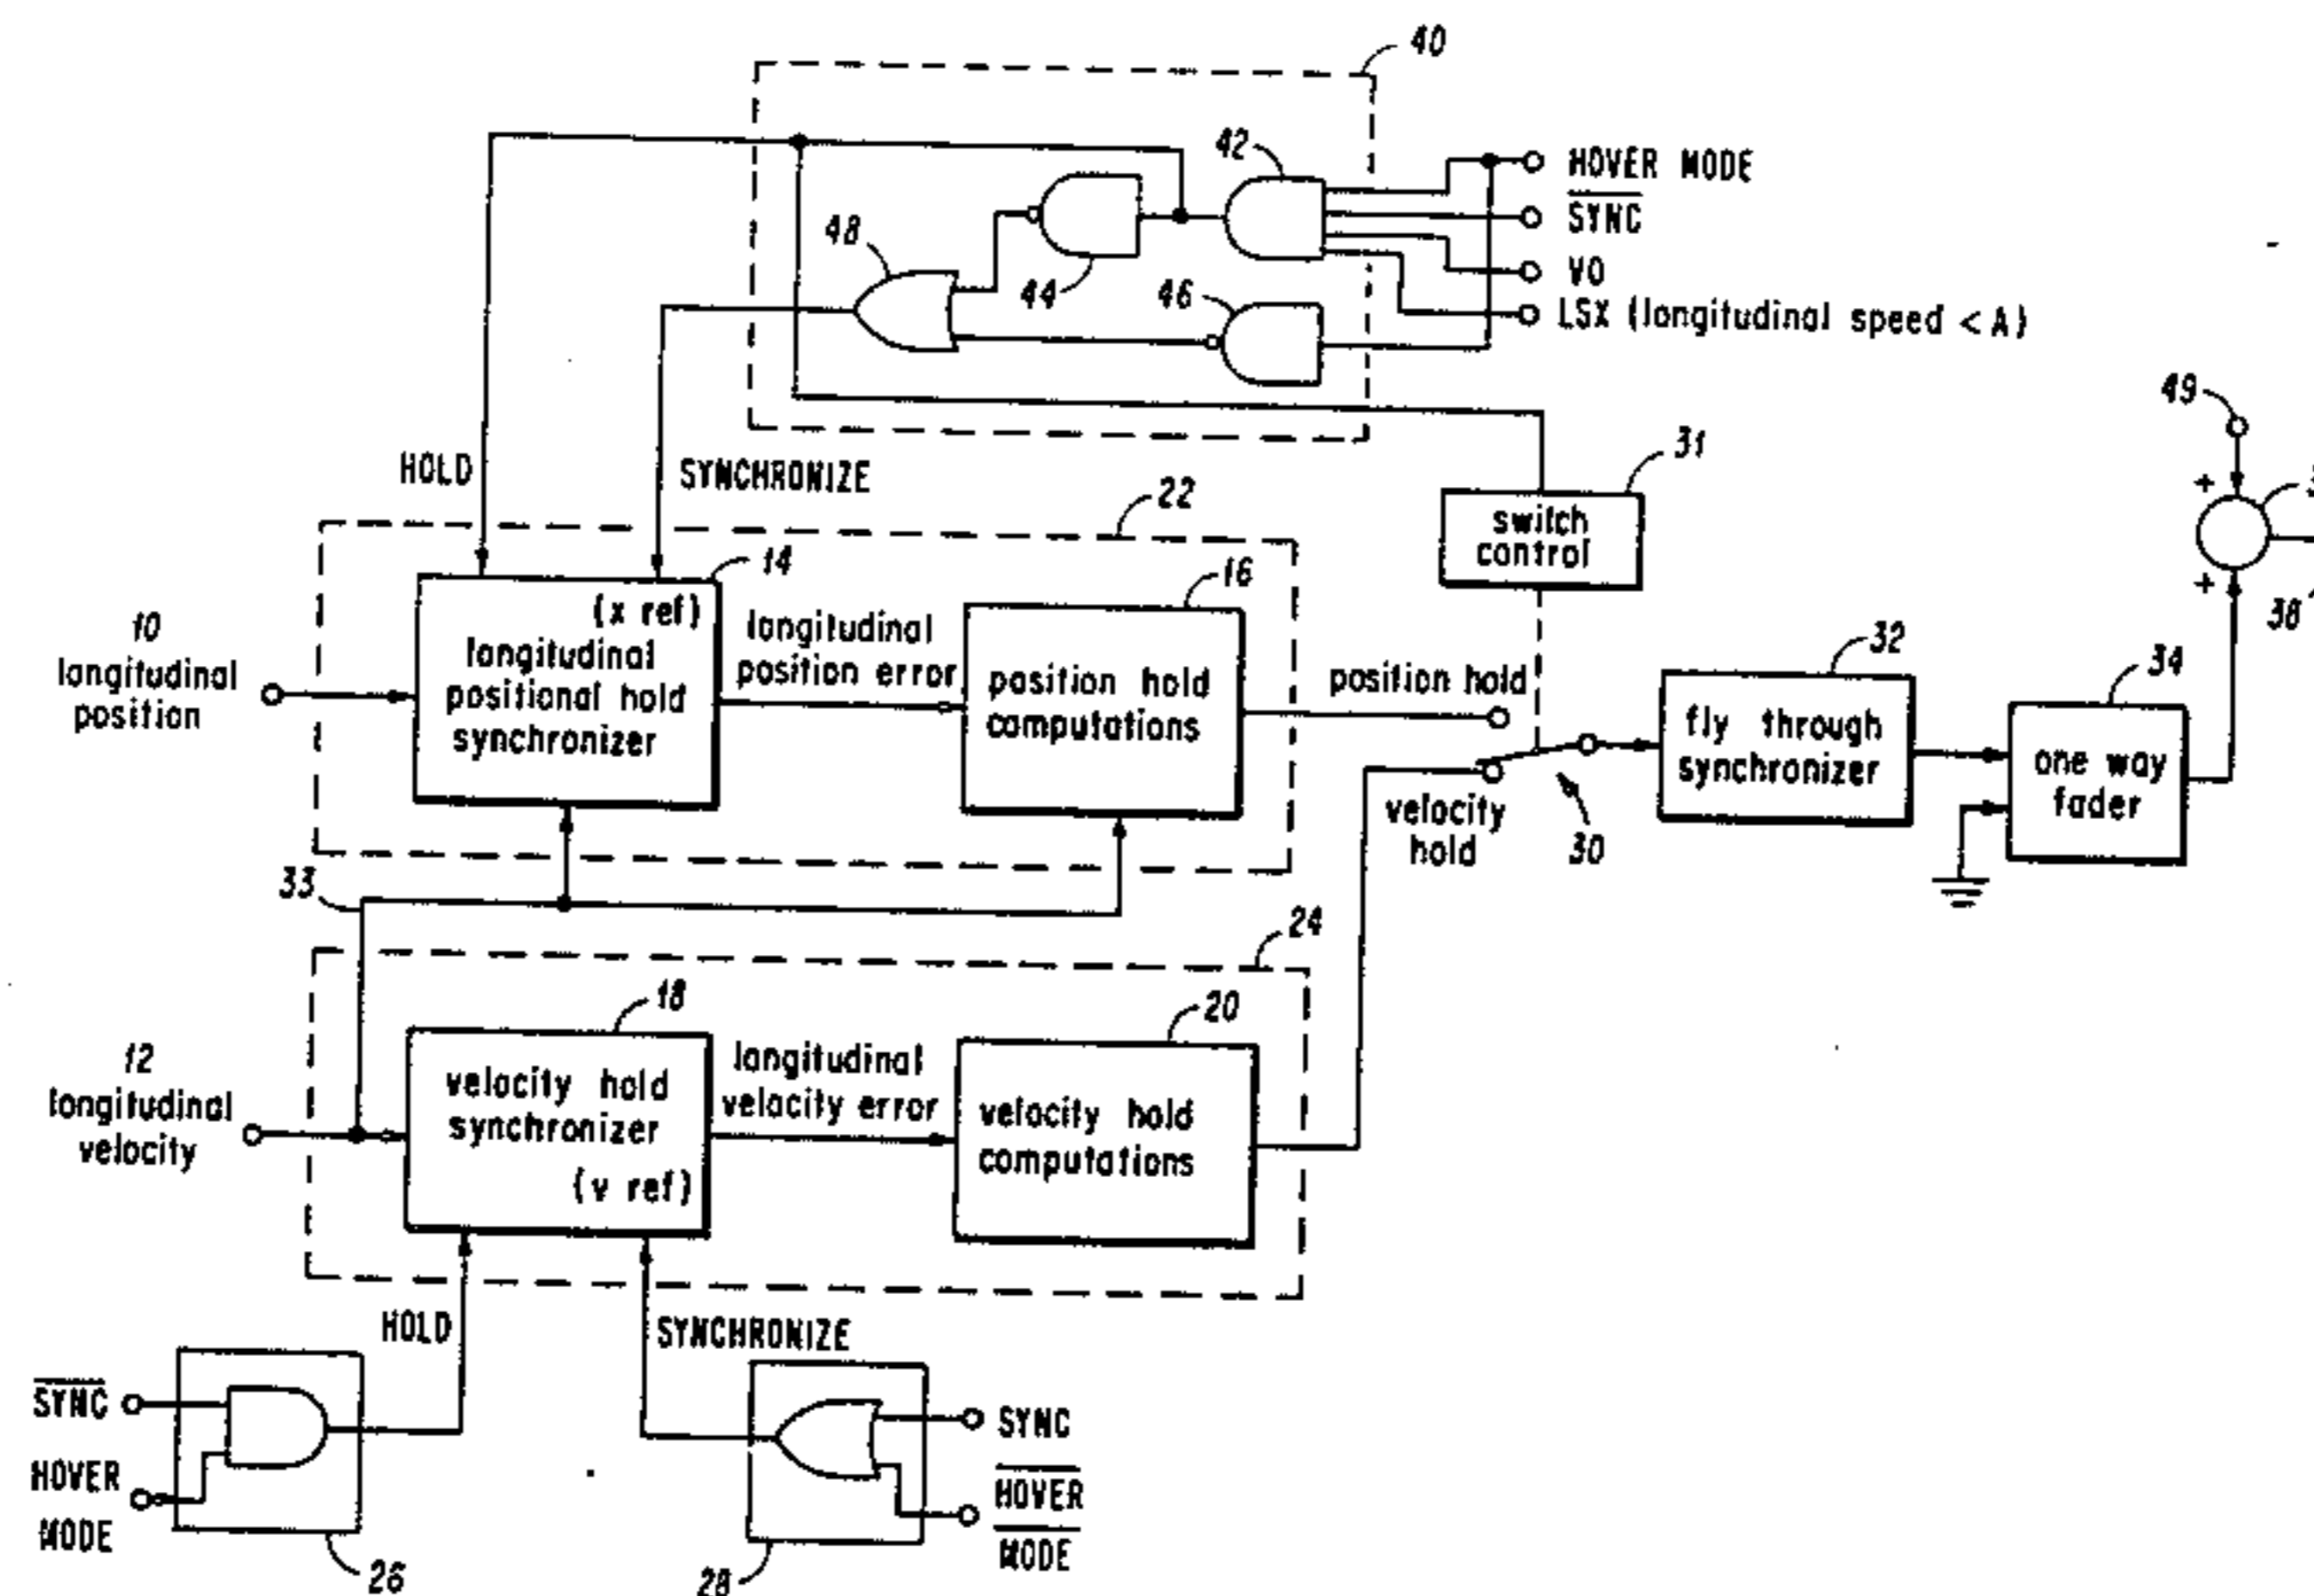 40
42
HOVER MODE
SYNC
VO
LSX (longitudinal speed < A)
48
44
46
49
31
HOLD
SYNCHRONIZE
22
switch
control
+
+
38
14
16
(x ref)
longitudinal
positional hold
synchronizer
10
longitudinal
position
longitudinal
position error
position hold
computations
position hold
32
fly through
synchronizer
34
one way
fader
velocity
hold
30
33
24
18
20
12
longitudinal
velocity
velocity hold
synchronizer
(v ref)
longitudinal
velocity error
velocity hold
computations
HOLD
SYNCHRONIZE
SYNC
HOVER
MODE
26
SYNC
HOVER
MODE
28